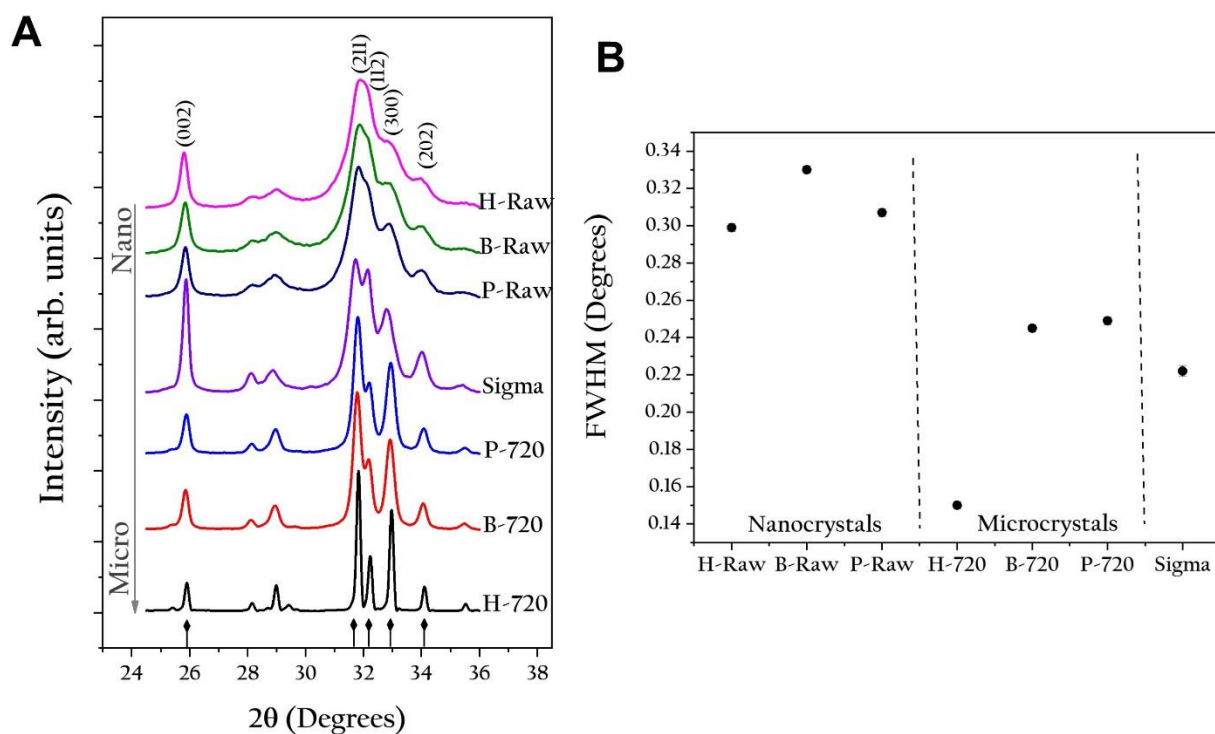 A
(002)
(211)
(112)
(300)
(202)
H-Raw
B-Raw
P-Raw
Sigma
P-720
B-720
H-720
Nano
Micro
Intensity (arb. units)
24 26 28 30 32 34 36 38
2θ (Degrees)
B
FWHM (Degrees)
0.34
0.32
0.30
0.28
0.26
0.24
0.22
0.20
0.18
0.16
0.14
Nanocrystals Microcrystals
H-Raw B-Raw P-Raw H-720 B-720 P-720 Sigma